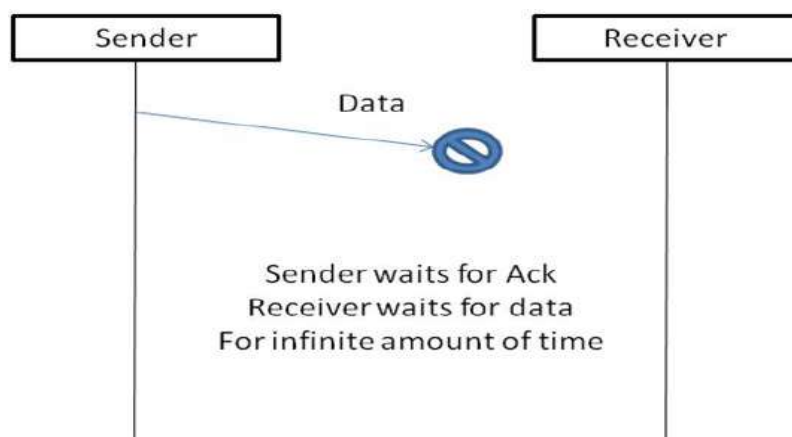 Sender
Receiver
Data
Sender waits for Ack
Receiver waits for data
For infinite amount of time